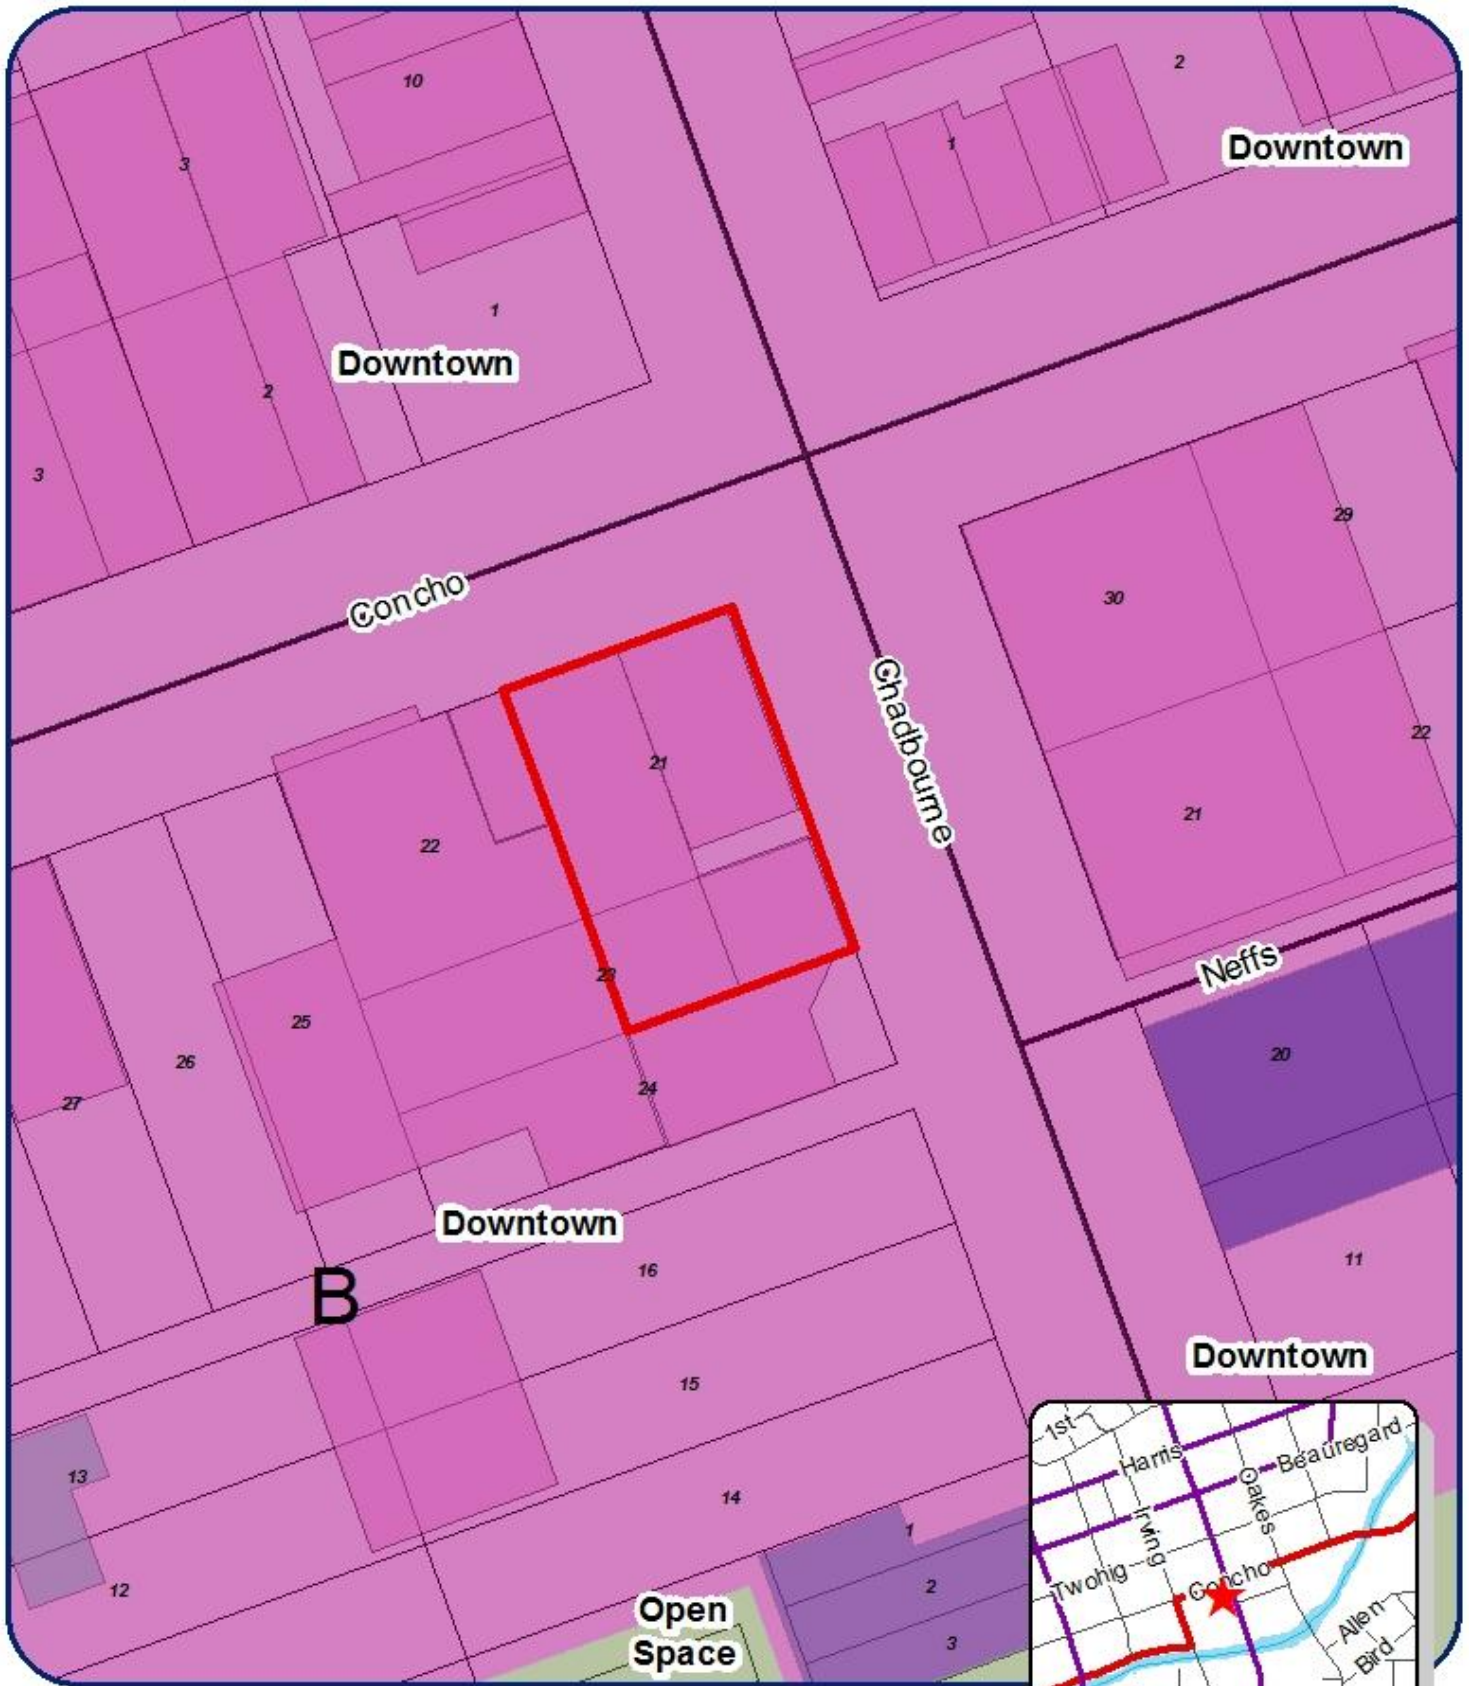 10
2
3
1
Downtown
1
Downtown
2
3
29
Concho
30
21
Chadbourne
22
21
22
23
Neffs
25
20
26
24
27
Downtown
11
16
B
Downtown
15
1st
Harris
Beauregard
13
14
Oakes
Irving
1
Twohig
Concho
12
2
Open
Space
Allen
3
Bird